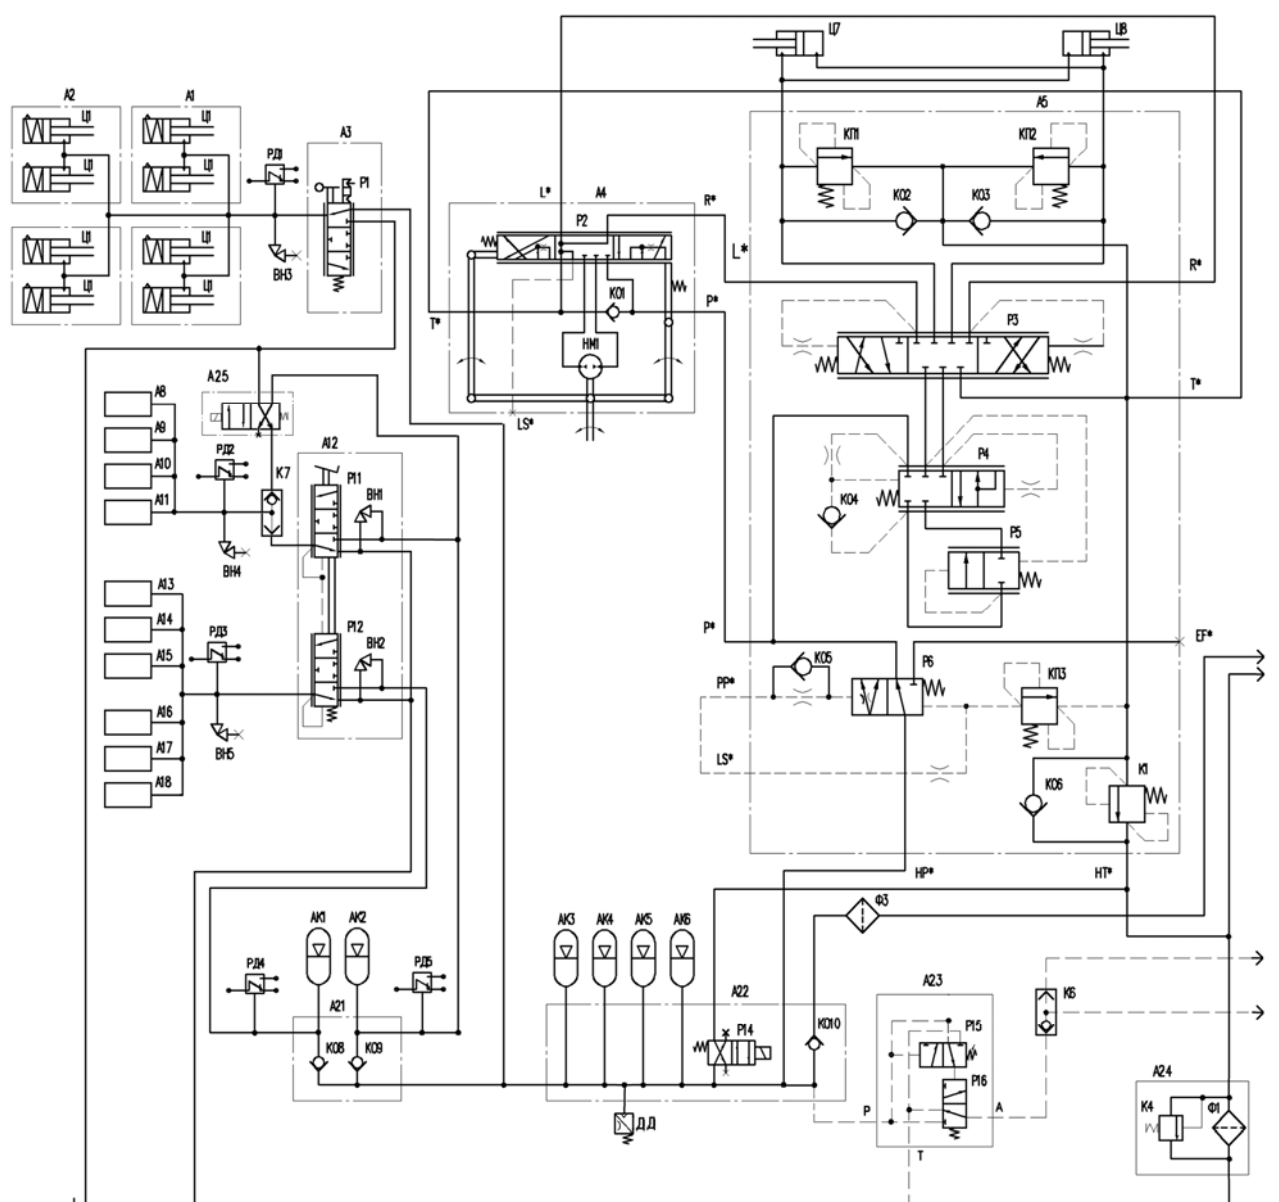 Ц7
Ц8
А2
А1
А5
Ц1
Ц1
РД1
А3
КП1
КП2
Ц1
Ц1
Р1
L*
А4
R*
КО2
КО3
Р2
Ц1
Ц1
ВН3
L*
R*
Ц1
Ц1
КО1
Р*
Т*
Р3
НМ1
А25
Т*
А8
LS*
А9
РД2
А12
А10
К7
Р11
Р4
А11
ВН1
КО4
Р5
ВН4
А13
А14
РД3
Р12
Р*
EF*
А15
ВН2
КО5
Р6
КП3
РР*
А16
А17
ВН5
LS*
К1
А18
КО6
НР*
НТ*
Ф3
АК1
АК2
АК3
АК4
АК5
АК6
РД4
РД5
А23
К6
А21
А22
КО10
Р15
Р14
КО8
КО9
А24
Р16
Р
А
К4
Ф1
ДД
Т